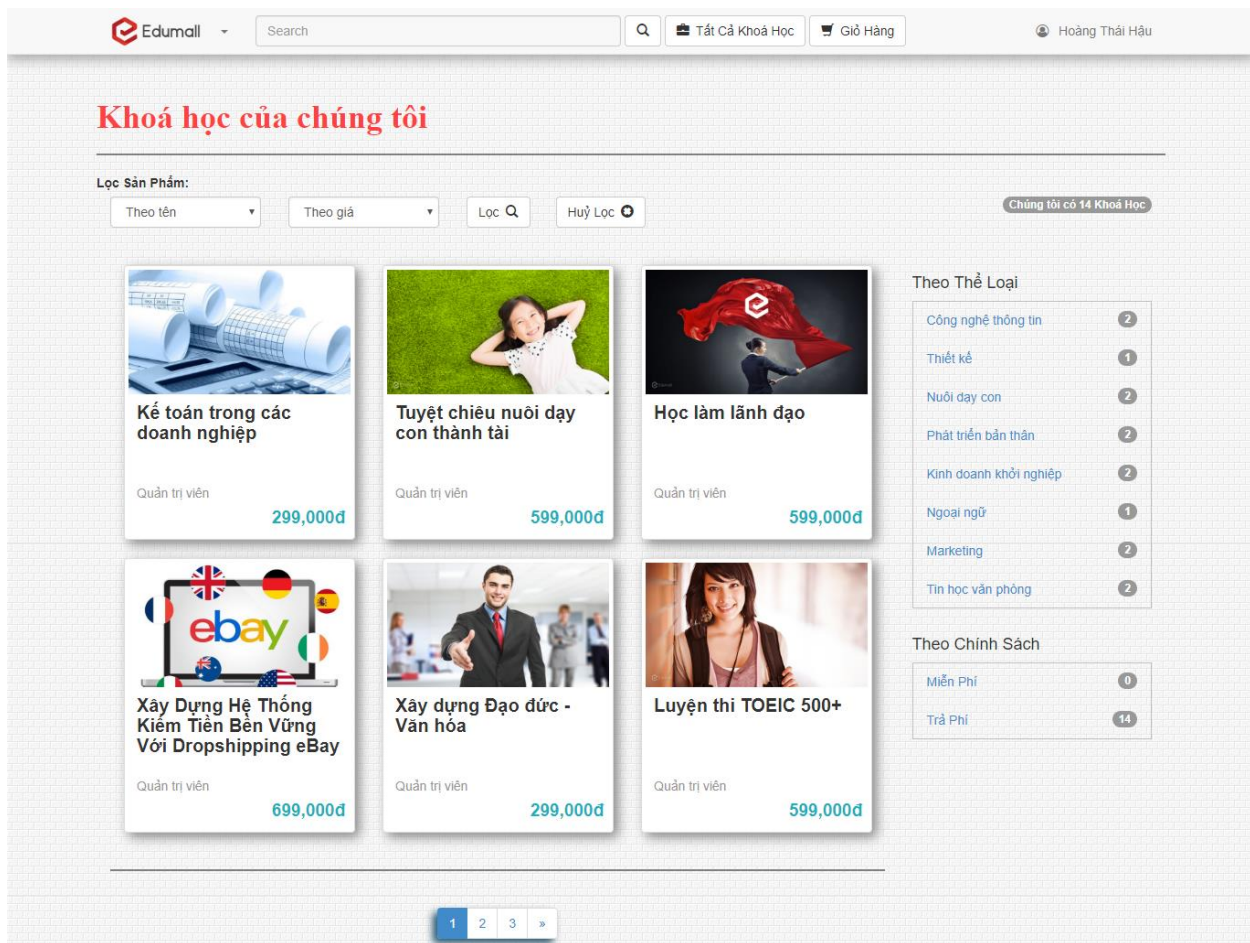 Edumall
Search
Tất Cả Khoá Học
Giỏ Hàng
Hoàng Thái Hậu
Khoá học của chúng tôi
Lọc Sản Phẩm:
Theo tên
Theo giá
Lọc
Huỷ Lọc
Chúng tôi có 14 Khoá Học
Kế toán trong các
doanh nghiệp
Quản trị viên
299,000đ
Tuyệt chiêu nuôi dạy
con thành tài
Quản trị viên
599,000đ
Học làm lãnh đạo
Quản trị viên
599,000đ
ebay
Xây Dựng Hệ Thống
Kiếm Tiền Bền Vững
Với Dropshipping eBay
Quản trị viên
699,000đ
Xây dựng Đạo đức -
Văn hóa
Quản trị viên
299,000đ
Luyện thi TOEIC 500+
Quản trị viên
599,000đ
Theo Thể Loại
Công nghệ thông tin 2
Thiết kế 1
Nuôi dạy con 2
Phát triển bản thân 2
Kinh doanh khởi nghiệp 2
Ngoại ngữ 1
Marketing 2
Tin học văn phòng 2
Theo Chính Sách
Miễn Phí 0
Trả Phí 14
1 2 3 »